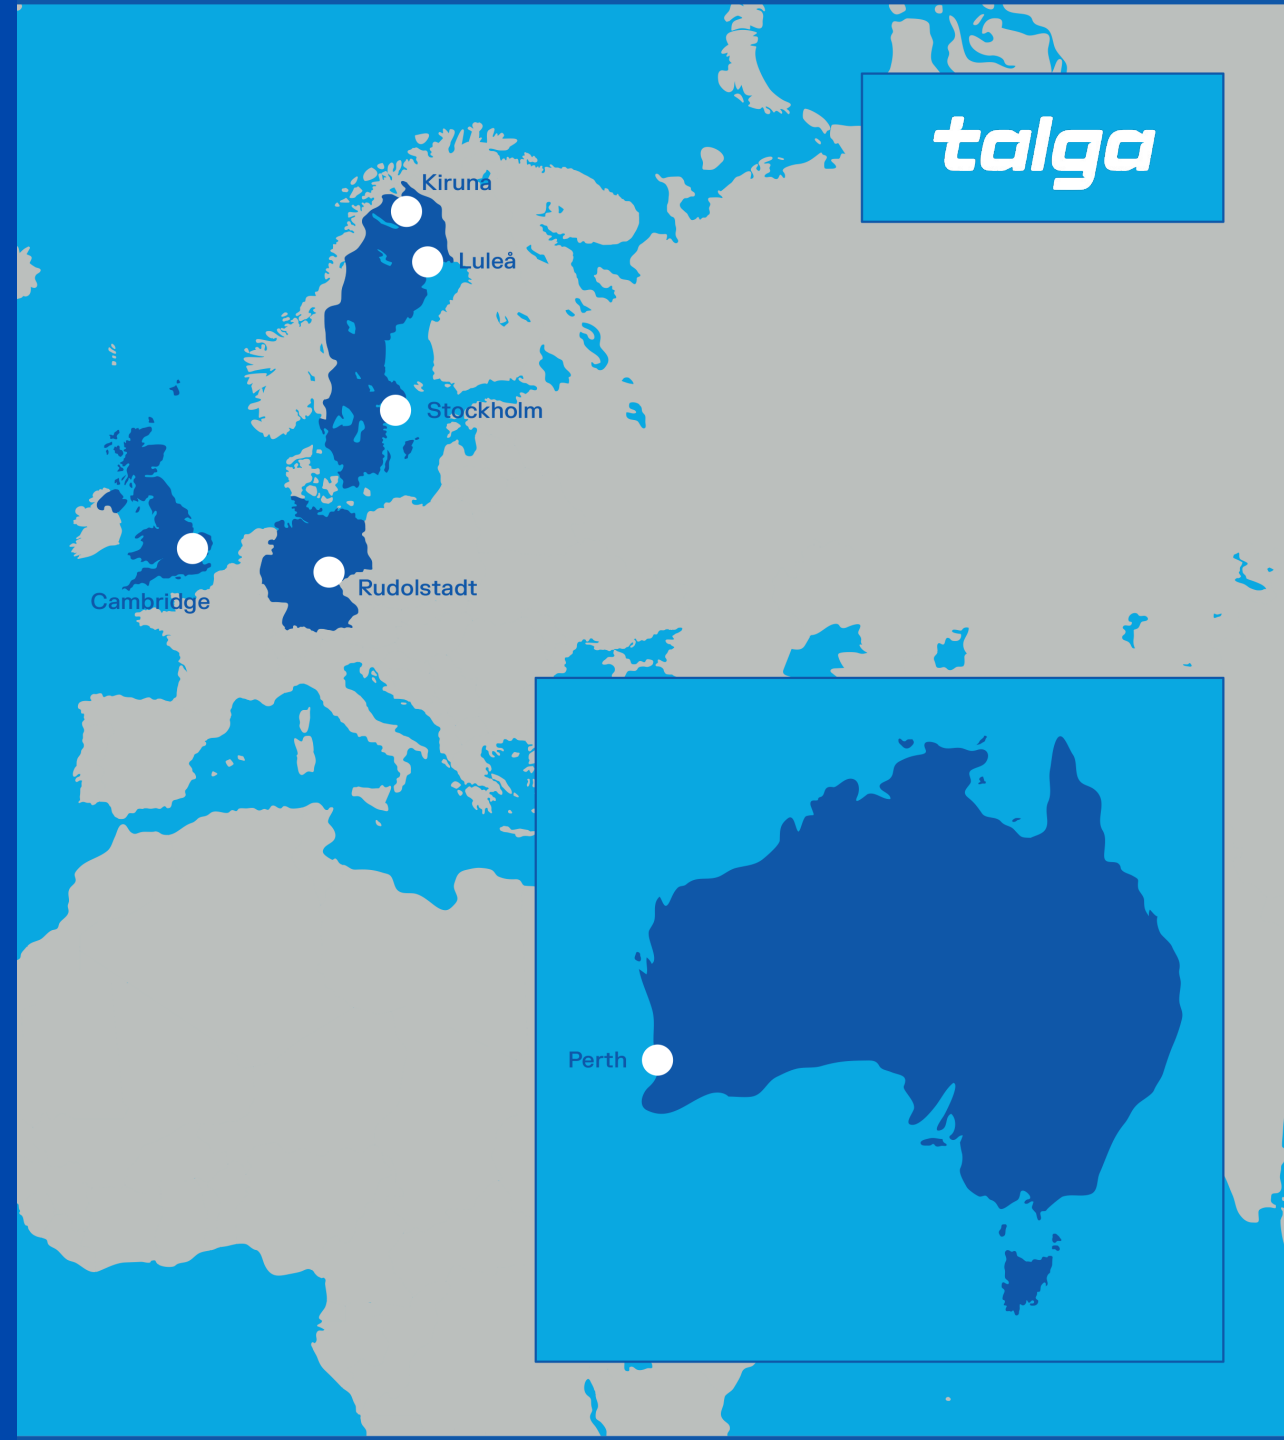 talga
Kiruna
Luleå
Stockholm
Cambridge
Rudolstadt
Perth